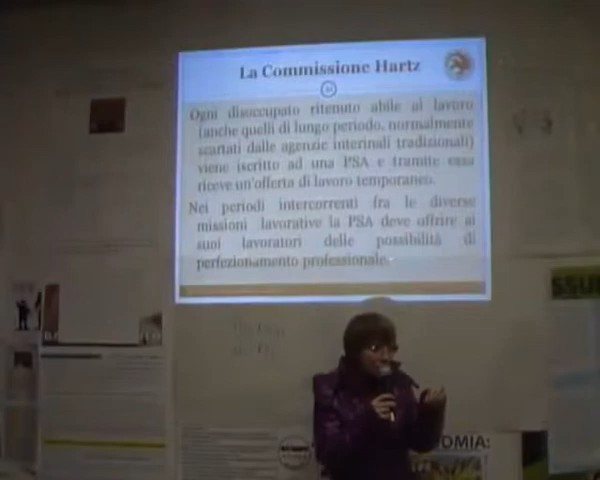 La Commissione Hartz
Ogni disoccupato ritenuto abile al lavoro
(anche quelli di lungo periodo, normalmente
scartati dalle agenzie interinali tradizionali)
viene iscritto ad una PSA e tramite essa
riceve un'offerta di lavoro temporaneo.
Nei periodi intercorrenti fra le diverse
missioni lavorative la PSA deve offrire ai
suoi lavoratori delle possibilità di
perfezionamento professionale.
SSUN
OMIA: